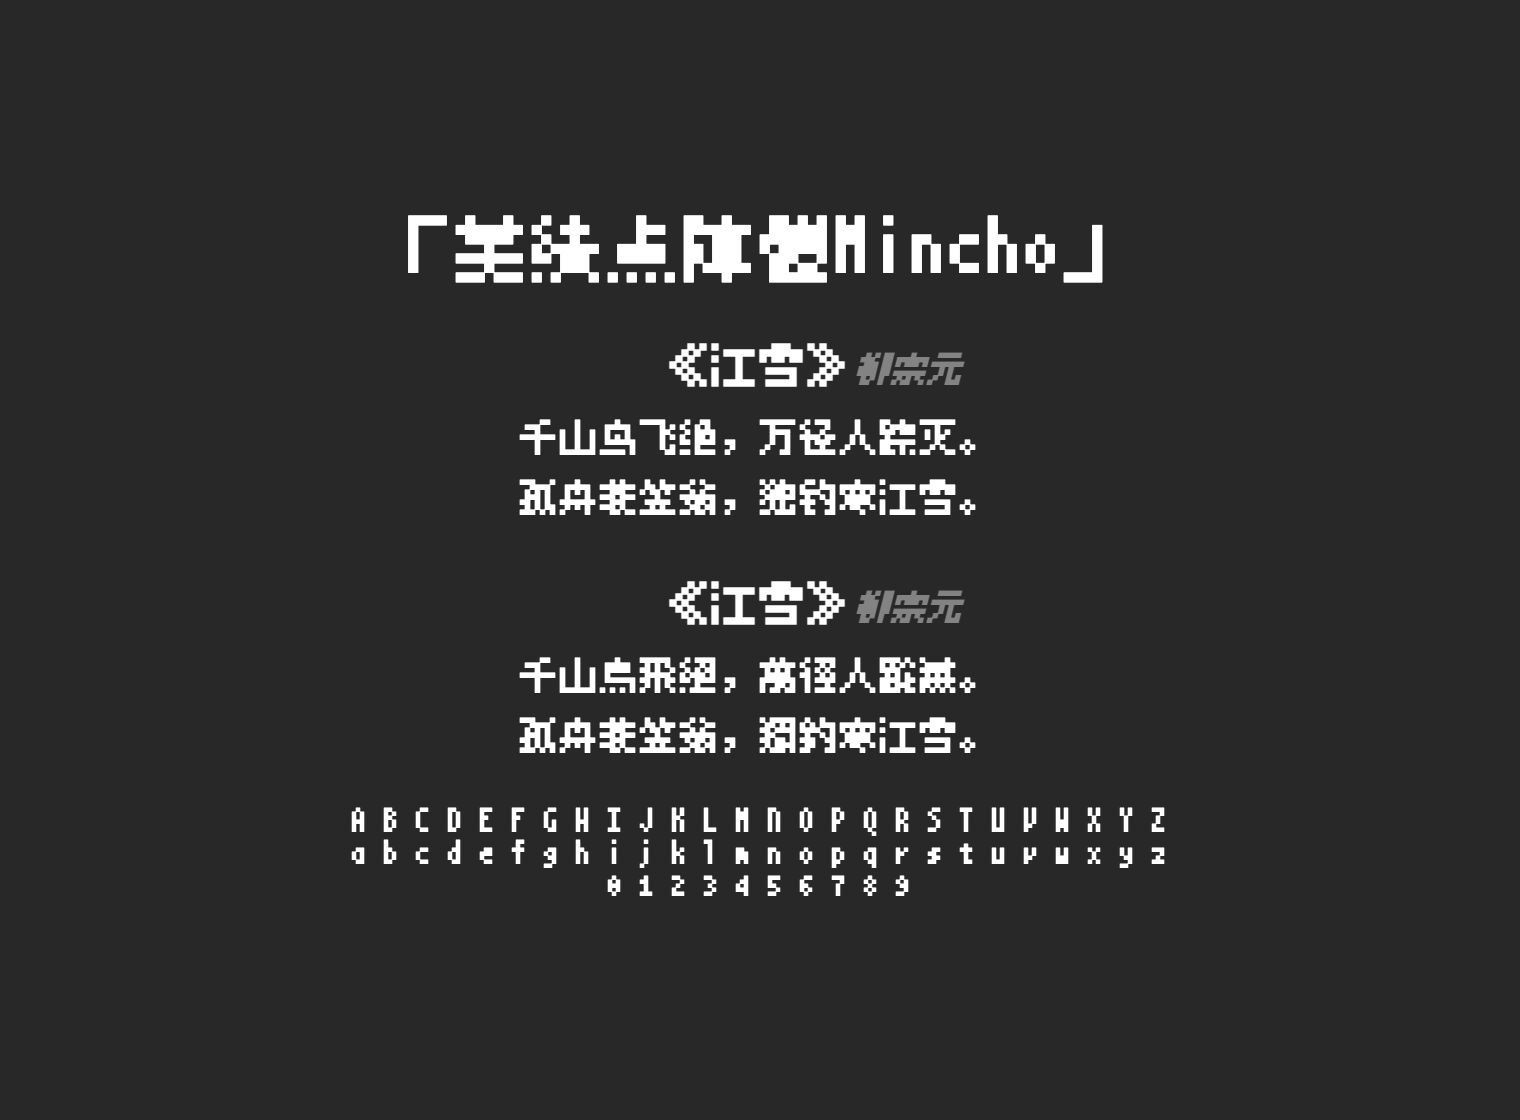 「美績点陣體Mincho」
《江雪》 柳宗元
千山鸟飞绝，万径人踪灭。
孤舟蓑笠翁，独钓寒江雪。
《江雪》 柳宗元
千山鳥飛絕，萬徑人蹤滅。
孤舟蓑笠翁，獨釣寒江雪。
A B C D E F G H I J K L M N O P Q R S T U V W X Y Z
a b c d e f g h i j k l m n o p q r s t u v w x y z
0 1 2 3 4 5 6 7 8 9